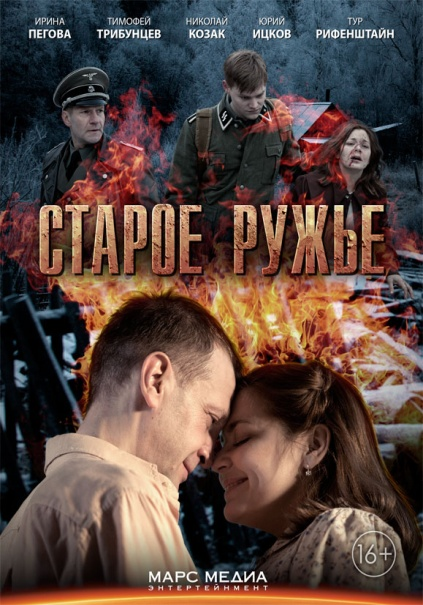 ИРИНА
ПЕГОВА
ТИМОФЕЙ
ТРИБУНЦЕВ
НИКОЛАЙ
КОЗАК
ЮРИЙ
ИЦКОВ
ТУР
РИФЕНШТАЙН
СТАРОЕ РУЖЬЕ
16+
МАРС МЕДИА
ЭНТЕРТЕЙНМЕНТ